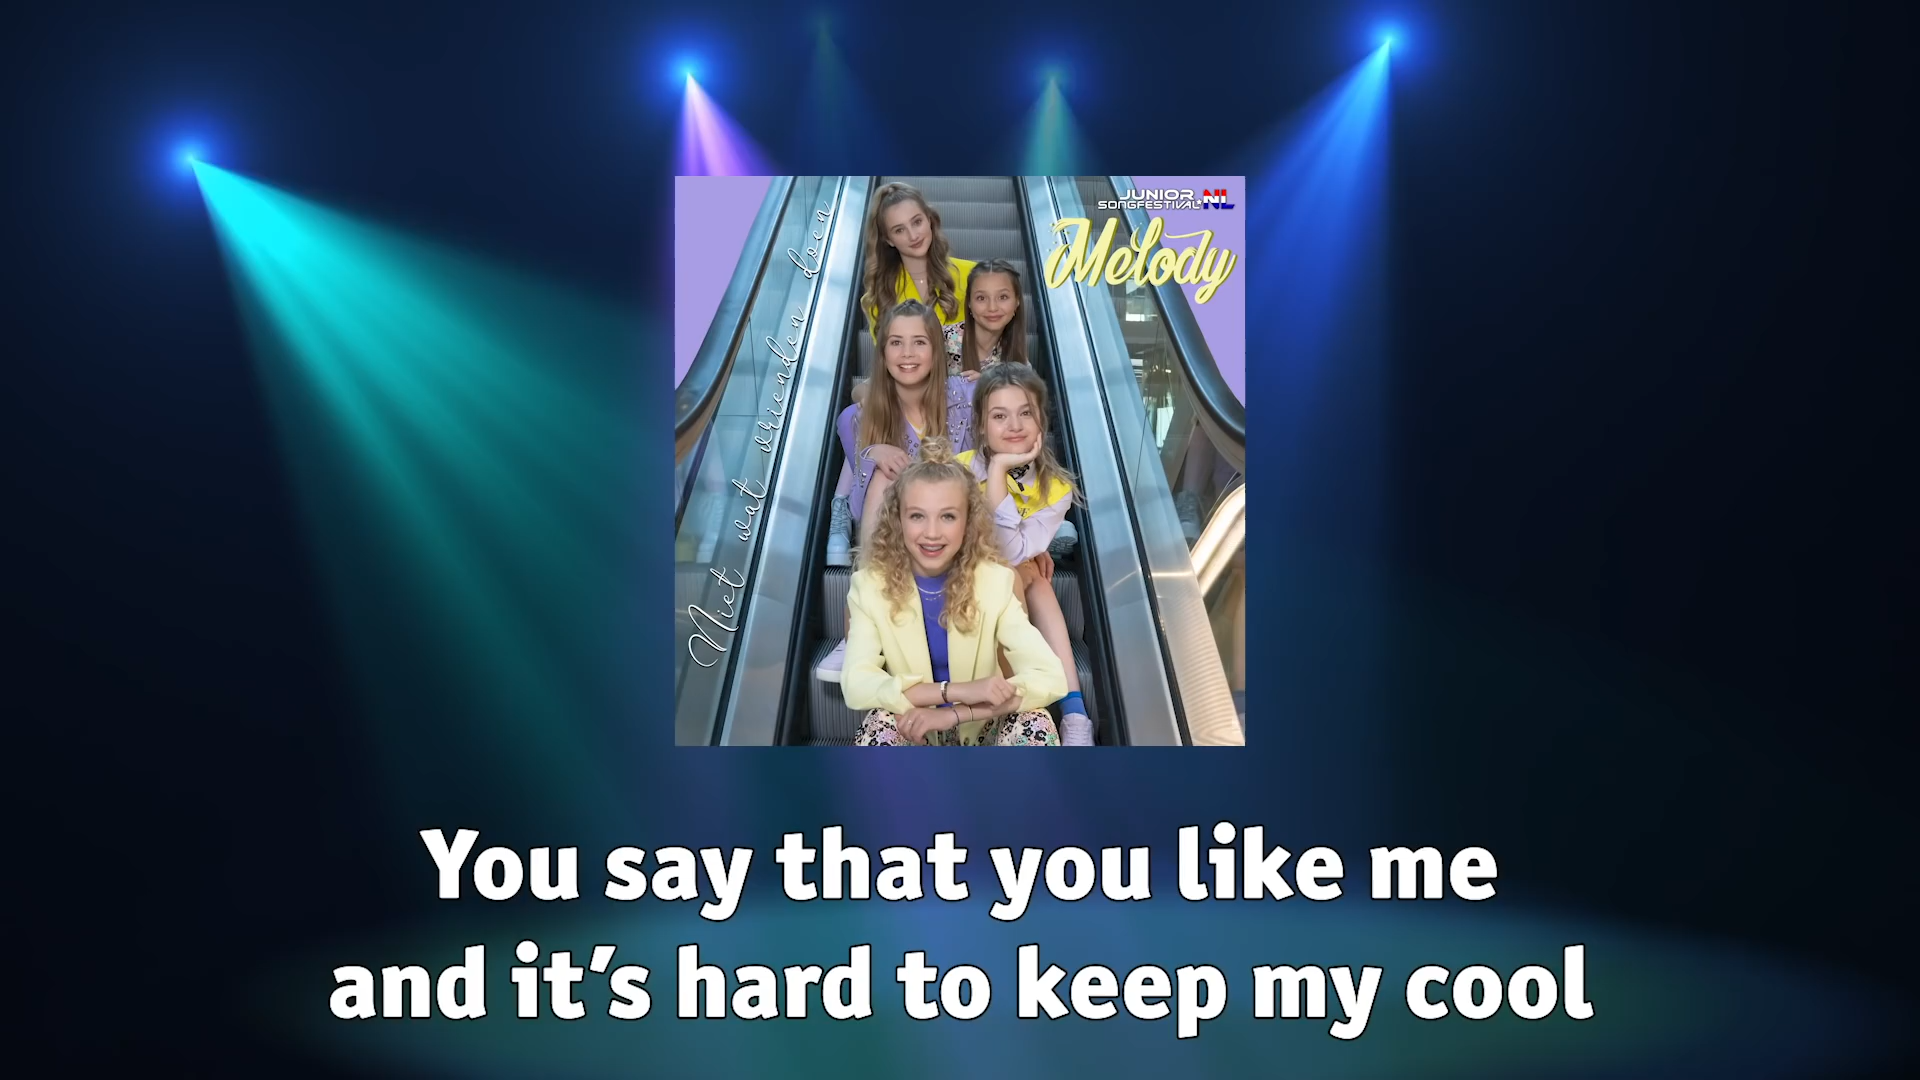 JUNIOR
SONGFESTIVAL★NL
Melody
Niet wat vrienden doen
You say that you like me
and it’s hard to keep my cool